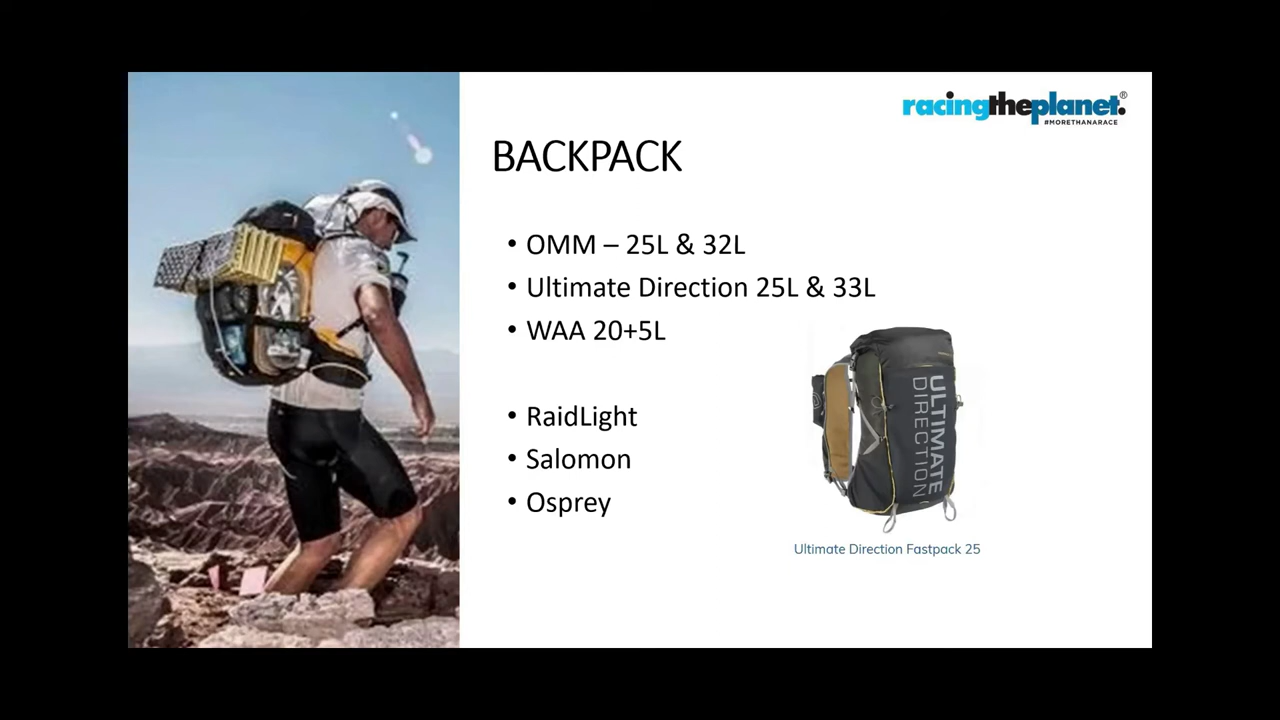 racingtheplanet.®
#MORETHANARACE
BACKPACK
• OMM – 25L & 32L
• Ultimate Direction 25L & 33L
• WAA 20+5L
• RaidLight
• Salomon
• Osprey
ULTIMATE
DIRECTION
Ultimate Direction Fastpack 25